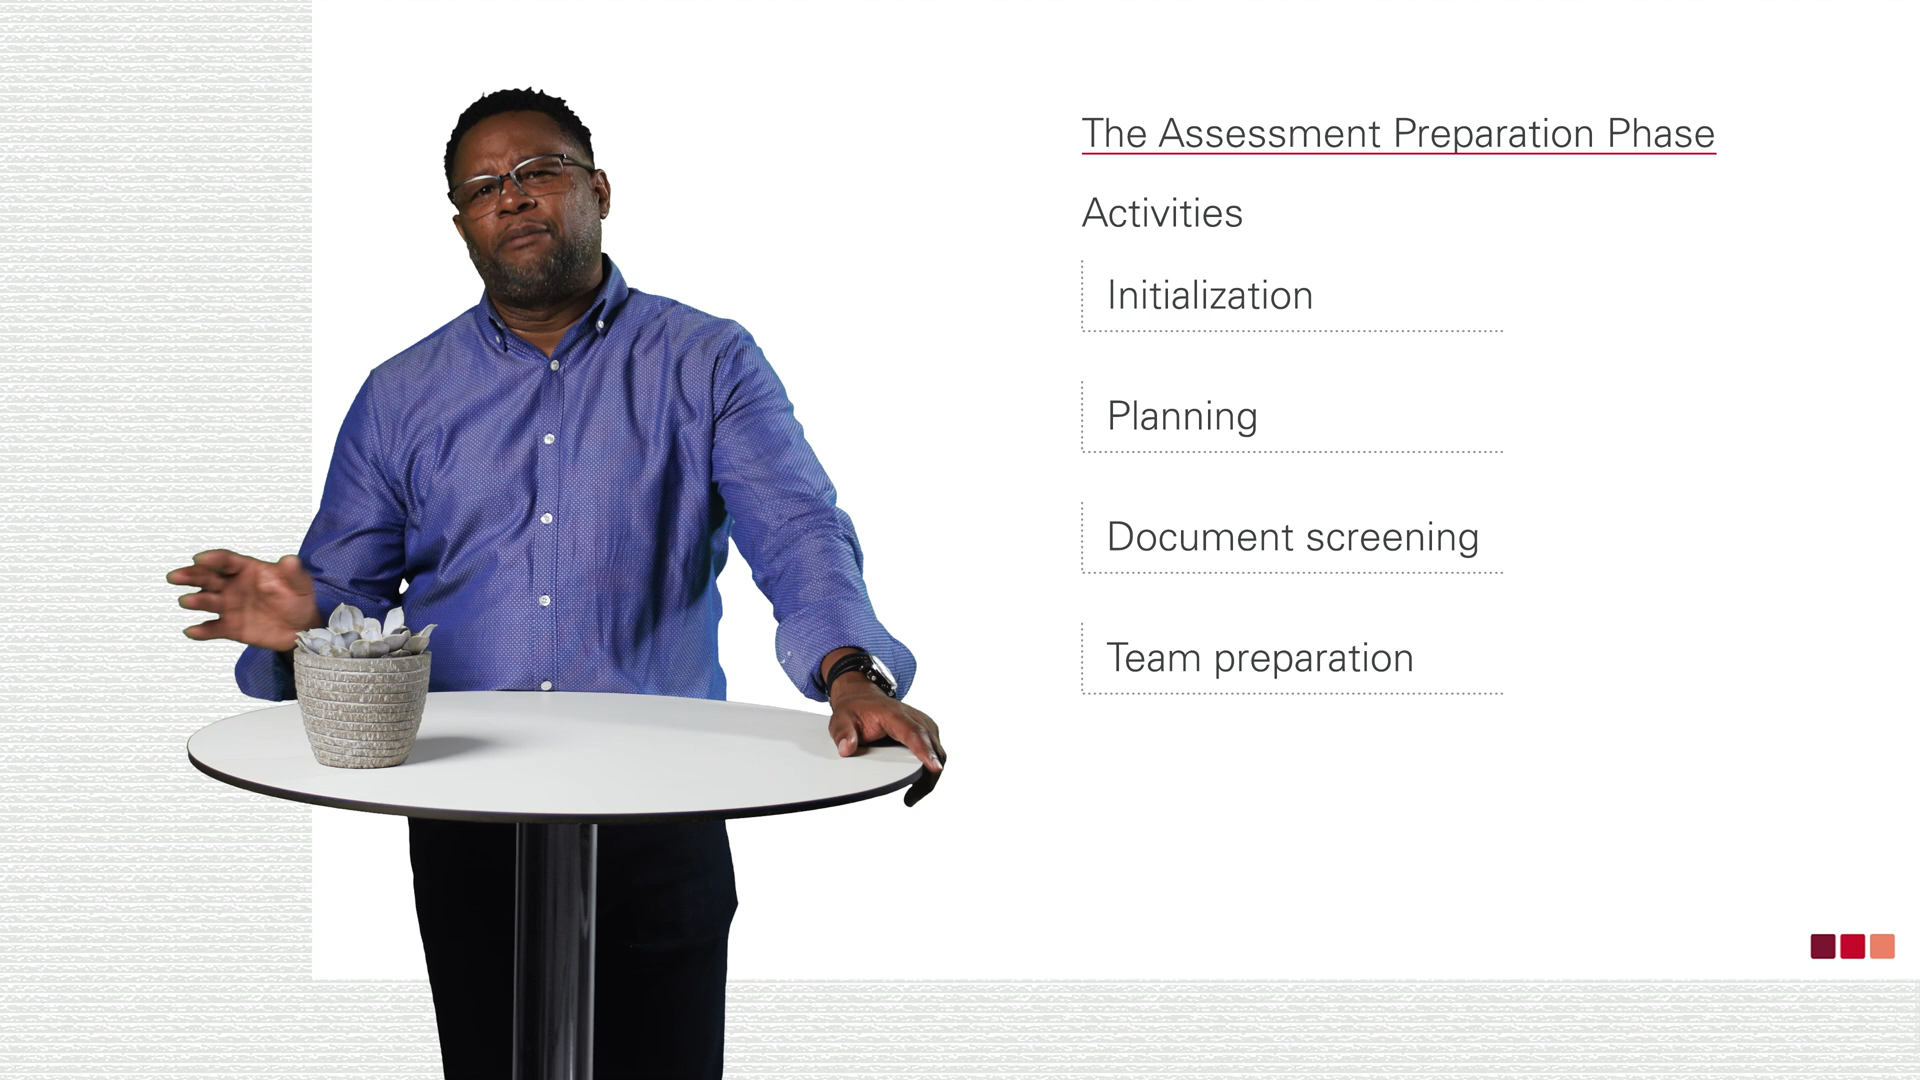 The Assessment Preparation Phase
Activities
Initialization
Planning
Document screening
Team preparation